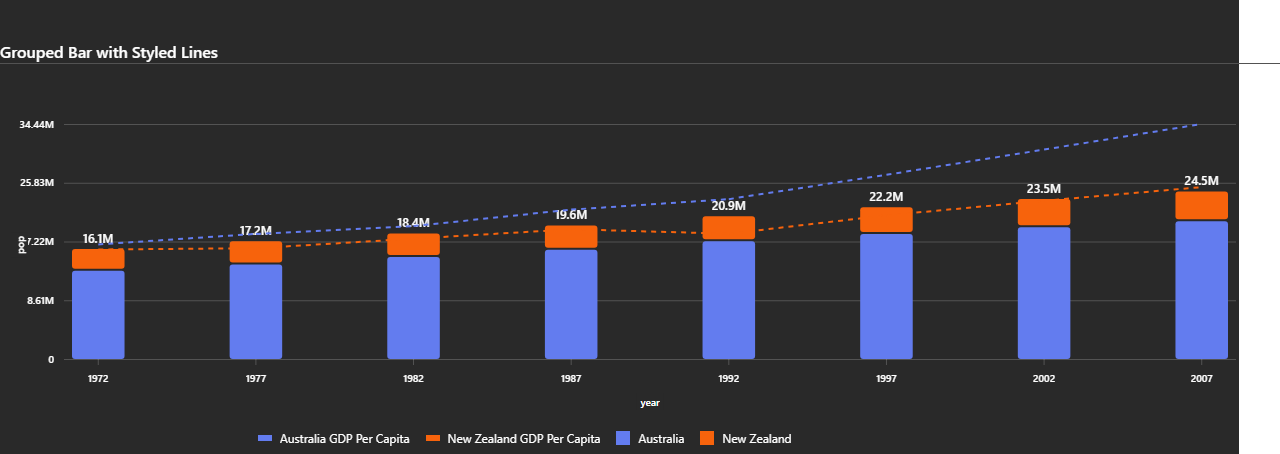 Grouped Bar with Styled Lines
34.44M
25.83M
7.22M
8.61M
0
pop
16.1M
17.2M
18.4M
19.6M
20.9M
22.2M
23.5M
24.5M
1972 1977 1982 1987 1992 1997 2002 2007
year
Australia GDP Per Capita New Zealand GDP Per Capita Australia New Zealand